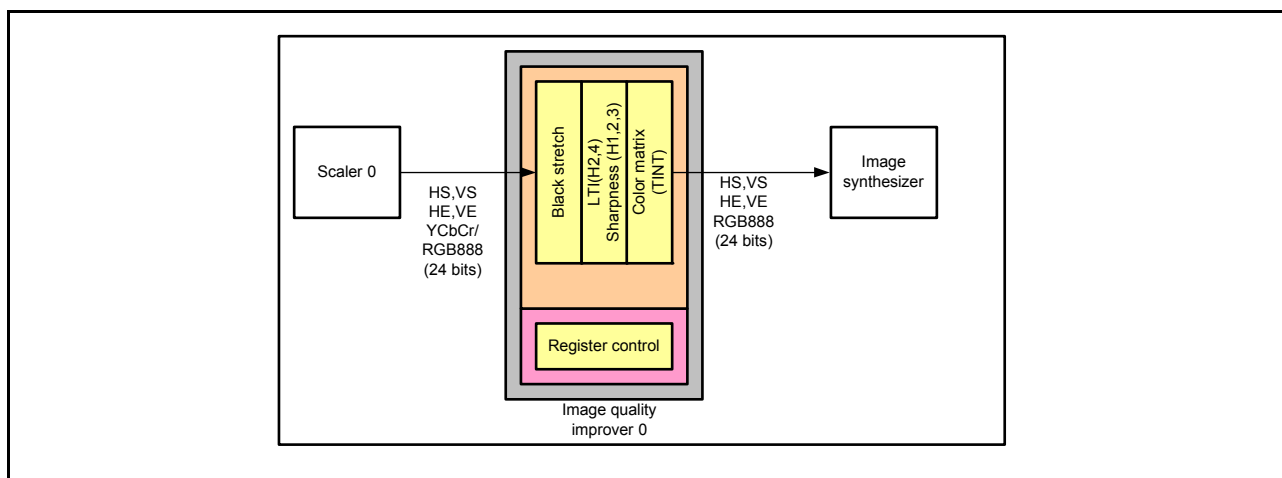 Scaler 0
HS,VS
HE,VE
YCbCr/
RGB888
(24 bits)
Black stretch
LTI(H2,4)
Sharpness (H1,2,3)
Color matrix
(TINT)
Register control
Image quality
improver 0
HS,VS
HE,VE
RGB888
(24 bits)
Image
synthesizer